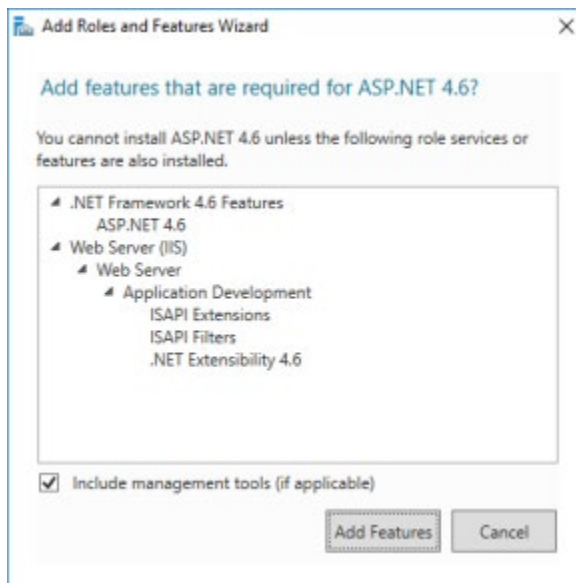 Add Roles and Features Wizard
Add features that are required for ASP.NET 4.6?
You cannot install ASP.NET 4.6 unless the following role services or
features are also installed.
.NET Framework 4.6 Features
ASP.NET 4.6
Web Server (IIS)
Web Server
Application Development
ISAPI Extensions
ISAPI Filters
.NET Extensibility 4.6
Include management tools (if applicable)
Add Features
Cancel